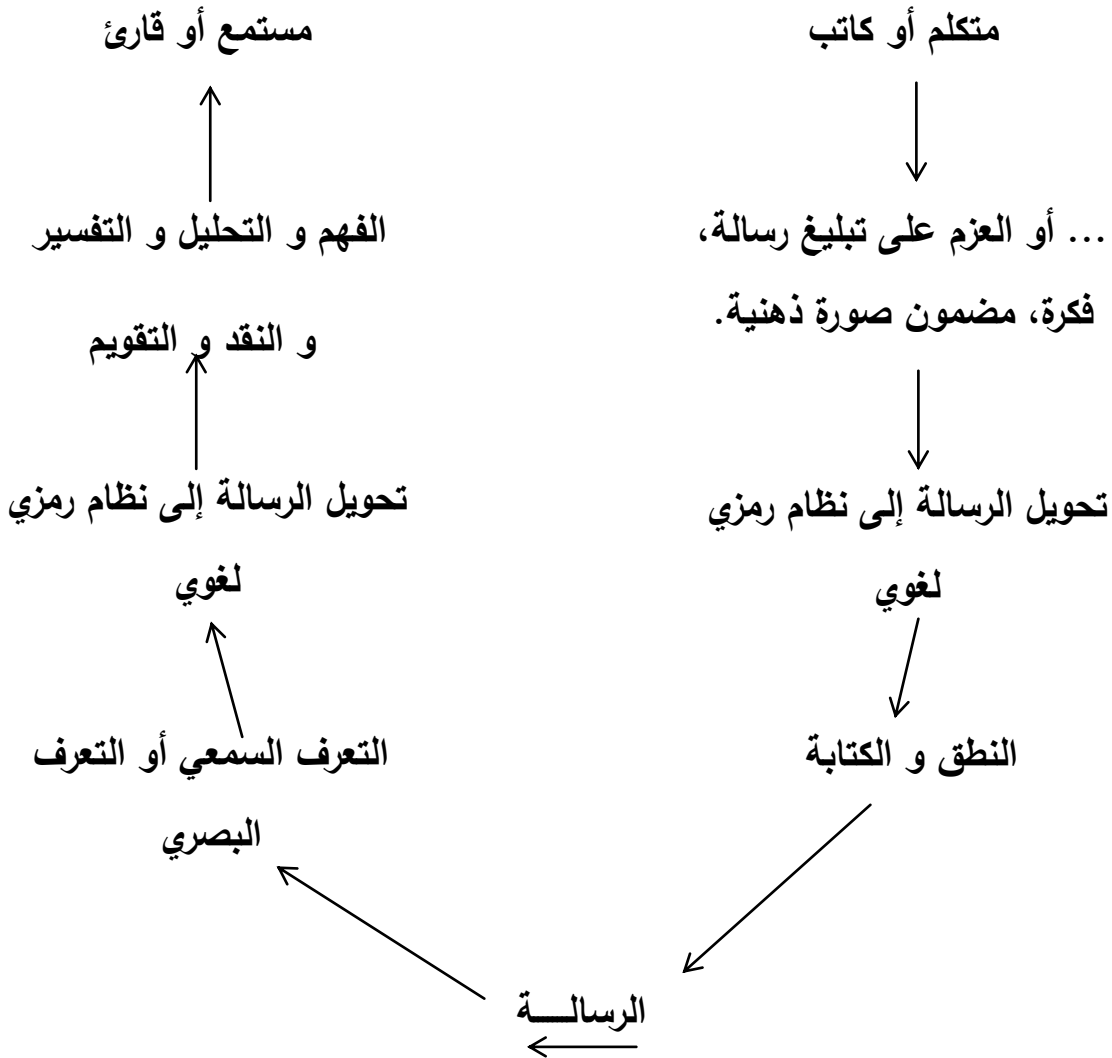 متكلم أو كاتب
... أو العزم على تبليغ رسالة،
فكرة، مضمون صورة ذهنية.
تحويل الرسالة إلى نظام رمزي
لغوي
النطق و الكتابة
الرسالـــة
التعرف السمعي أو التعرف
البصري
تحويل الرسالة إلى نظام رمزي
لغوي
الفهم و التحليل و التفسير
و النقد و التقويم
مستمع أو قارئ